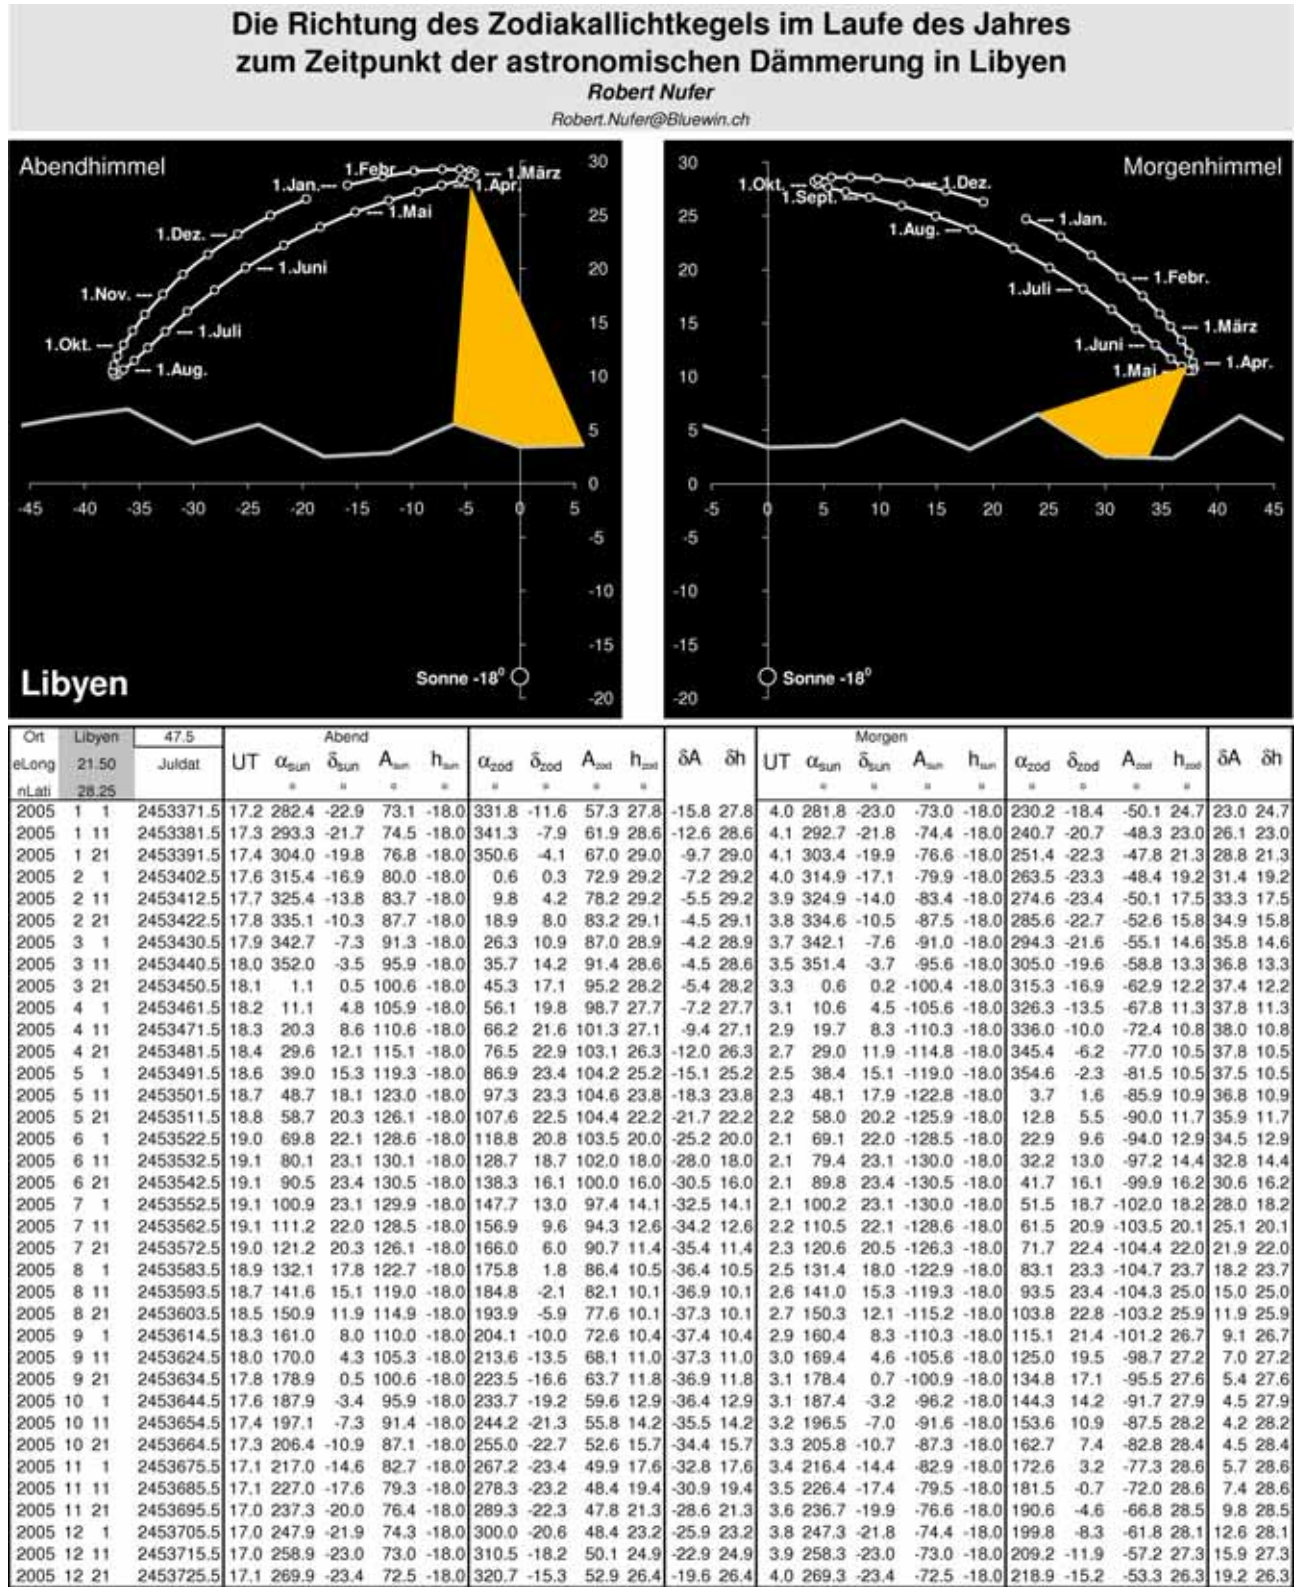 Die Richtung des Zodiakallichtkegels im Laufe des Jahres
zum Zeitpunkt der astronomischen Dämmerung in Libyen
Robert Nufer
Robert.Nufer@Bluewin.ch
Abendhimmel
1.Jan.--- 1.Febr --- 1.März
1.Apr.
1.Dez. --- --- 1.Mai
1.Nov. --- --- 1.Juni
1.Okt. --- --- 1.Juli
--- 1.Aug.
30
25
20
15
10
5
0
-45 -40 -35 -30 -25 -20 -15 -10 -5 0 5
-5
-10
-15
-20
Sonne -18⁰
Libyen
Morgenhimmel
1.Okt. --- --- 1.Dez.
1.Sept. ---
1.Aug. --- --- 1.Jan.
1.Juli --- --- 1.Febr.
1.Juni --- --- 1.März
1.Mai --- 1.Apr.
30
25
20
15
10
5
0
-5 0 5 10 15 20 25 30 35 40 45
-5
-10
-15
-20
Sonne -18⁰
Ort Libyen 47.5 Abend Morgen
eLong 21.50 Juldat UT αsun δsun Asun hsun αzod δzod Azod hzod δA δh UT αsun δsun Asun hsun αzod δzod Azod hzod δA δh
nLati 28.25
2005 1 1 2453371.5 17.2 282.4 -22.9 73.1 -18.0 331.8 -11.6 57.3 27.8 -15.8 27.8 4.0 281.8 -23.0 -73.0 -18.0 230.2 -18.4 -50.1 24.7 23.0 24.7
2005 1 11 2453381.5 17.3 293.3 -21.7 74.5 -18.0 341.3 -7.9 61.9 28.6 -12.6 28.6 4.1 292.7 -21.8 -74.4 -18.0 240.7 -20.7 -48.3 23.0 26.1 23.0
2005 1 21 2453391.5 17.4 304.0 -19.8 76.8 -18.0 350.6 -4.1 67.0 29.0 -9.7 29.0 4.1 303.4 -19.9 -76.6 -18.0 251.4 -22.3 -47.8 21.3 28.8 21.3
2005 2 1 2453402.5 17.6 315.4 -16.9 80.0 -18.0 0.6 0.3 72.9 29.2 -7.2 29.2 4.0 314.9 -17.1 -79.9 -18.0 263.5 -23.3 -48.4 19.2 31.4 19.2
2005 2 11 2453412.5 17.7 325.4 -13.8 83.7 -18.0 9.8 4.2 78.2 29.2 -5.5 29.2 3.9 324.9 -14.0 -83.4 -18.0 274.6 -23.4 -50.1 17.5 33.3 17.5
2005 2 21 2453422.5 17.8 335.1 -10.3 87.7 -18.0 18.9 8.0 83.2 29.1 -4.5 29.1 3.8 334.6 -10.5 -87.5 -18.0 285.6 -22.7 -52.6 15.8 34.9 15.8
2005 3 1 2453430.5 17.9 342.7 -7.3 91.3 -18.0 26.3 10.9 87.0 28.9 -4.2 28.9 3.7 342.1 -7.6 -91.0 -18.0 294.3 -21.6 -55.1 14.6 35.8 14.6
2005 3 11 2453440.5 18.0 352.0 -3.5 95.9 -18.0 35.7 14.2 91.4 28.6 -4.5 28.6 3.5 351.4 -3.7 -95.6 -18.0 305.0 -19.6 -58.8 13.3 36.8 13.3
2005 3 21 2453450.5 18.1 1.1 0.5 100.6 -18.0 45.3 17.1 95.2 28.2 -5.4 28.2 3.3 0.6 0.2 -100.4 -18.0 315.3 -16.9 -62.9 12.2 37.4 12.2
2005 4 1 2453461.5 18.2 11.1 4.8 105.9 -18.0 56.1 19.8 98.7 27.7 -7.2 27.7 3.1 10.6 4.5 -105.6 -18.0 326.3 -13.5 -67.8 11.3 37.8 11.3
2005 4 11 2453471.5 18.3 20.3 8.6 110.6 -18.0 66.2 21.6 101.3 27.1 -9.4 27.1 2.9 19.7 8.3 -110.3 -18.0 336.0 -10.0 -72.4 10.8 38.0 10.8
2005 4 21 2453481.5 18.4 29.6 12.1 115.1 -18.0 76.5 22.9 103.1 26.3 -12.0 26.3 2.7 29.0 11.9 -114.8 -18.0 345.4 -6.2 -77.0 10.5 37.8 10.5
2005 5 1 2453491.5 18.6 39.0 15.3 119.3 -18.0 86.9 23.4 104.2 25.2 -15.1 25.2 2.5 38.4 15.1 -119.0 -18.0 354.6 -2.3 -81.5 10.5 37.5 10.5
2005 5 11 2453501.5 18.7 48.7 18.1 123.0 -18.0 97.3 23.3 104.6 23.8 -18.3 23.8 2.3 48.1 17.9 -122.8 -18.0 3.7 1.6 -85.9 10.9 36.8 10.9
2005 5 21 2453511.5 18.8 58.7 20.3 126.1 -18.0 107.6 22.5 104.4 22.2 -21.7 22.2 2.2 58.0 20.2 -125.9 -18.0 12.8 5.5 -90.0 11.7 35.9 11.7
2005 6 1 2453522.5 19.0 69.8 22.1 128.6 -18.0 118.8 20.8 103.5 20.0 -25.2 20.0 2.1 69.1 22.0 -128.5 -18.0 22.9 9.6 -94.0 12.9 34.5 12.9
2005 6 11 2453532.5 19.1 80.1 23.1 130.1 -18.0 128.7 18.7 102.0 18.0 -28.0 18.0 2.1 79.4 23.1 -130.0 -18.0 32.2 13.0 -97.2 14.4 32.8 14.4
2005 6 21 2453542.5 19.1 90.5 23.4 130.5 -18.0 138.3 16.1 100.0 16.0 -30.5 16.0 2.1 89.8 23.4 -130.5 -18.0 41.7 16.1 -99.9 16.2 30.6 16.2
2005 7 1 2453552.5 19.1 100.9 23.1 129.9 -18.0 147.7 13.0 97.4 14.1 -32.5 14.1 2.1 100.2 23.1 -130.0 -18.0 51.5 18.7 -102.0 18.2 28.0 18.2
2005 7 11 2453562.5 19.1 111.2 22.0 128.5 -18.0 156.9 9.6 94.3 12.6 -34.2 12.6 2.2 110.5 22.1 -128.6 -18.0 61.5 20.9 -103.5 20.1 25.1 20.1
2005 7 21 2453572.5 19.0 121.2 20.3 126.1 -18.0 166.0 6.0 90.7 11.4 -35.4 11.4 2.3 120.6 20.5 -126.3 -18.0 71.7 22.4 -104.4 22.0 21.9 22.0
2005 8 1 2453583.5 18.9 132.1 17.8 122.7 -18.0 175.8 1.8 86.4 10.5 -36.4 10.5 2.5 131.4 18.0 -122.9 -18.0 83.1 23.3 -104.7 23.7 18.2 23.7
2005 8 11 2453593.5 18.7 141.6 15.1 119.0 -18.0 184.8 -2.1 82.1 10.1 -36.9 10.1 2.6 141.0 15.3 -119.3 -18.0 93.5 23.4 -104.3 25.0 15.0 25.0
2005 8 21 2453603.5 18.5 150.9 11.9 114.9 -18.0 193.9 -5.9 77.6 10.1 -37.3 10.1 2.7 150.3 12.1 -115.2 -18.0 103.8 22.8 -103.2 25.9 11.9 25.9
2005 9 1 2453614.5 18.3 161.0 8.0 110.0 -18.0 204.1 -10.0 72.6 10.4 -37.4 10.4 2.9 160.4 8.3 -110.3 -18.0 115.1 21.4 -101.2 26.7 9.1 26.7
2005 9 11 2453624.5 18.0 170.0 4.3 105.3 -18.0 213.6 -13.5 68.1 11.0 -37.3 11.0 3.0 169.4 4.6 -105.6 -18.0 125.0 19.5 -98.7 27.2 7.0 27.2
2005 9 21 2453634.5 17.8 178.9 0.5 100.6 -18.0 223.5 -16.6 63.7 11.8 -36.9 11.8 3.1 178.4 0.7 -100.9 -18.0 134.8 17.1 -95.5 27.6 5.4 27.6
2005 10 1 2453644.5 17.6 187.9 -3.4 95.9 -18.0 233.7 -19.2 59.6 12.9 -36.4 12.9 3.1 187.4 -3.2 -96.2 -18.0 144.3 14.2 -91.7 27.9 4.5 27.9
2005 10 11 2453654.5 17.4 197.1 -7.3 91.4 -18.0 244.2 -21.3 55.8 14.2 -35.5 14.2 3.2 196.5 -7.0 -91.6 -18.0 153.6 10.9 -87.5 28.2 4.2 28.2
2005 10 21 2453664.5 17.3 206.4 -10.9 87.1 -18.0 255.0 -22.7 52.6 15.7 -34.4 15.7 3.3 205.8 -10.7 -87.3 -18.0 162.7 7.4 -82.8 28.4 4.5 28.4
2005 11 1 2453675.5 17.1 217.0 -14.6 82.7 -18.0 267.2 -23.4 49.9 17.6 -32.8 17.6 3.4 216.4 -14.4 -82.9 -18.0 172.6 3.2 -77.3 28.6 5.7 28.6
2005 11 11 2453685.5 17.1 227.0 -17.6 79.3 -18.0 278.3 -23.2 48.4 19.4 -30.9 19.4 3.5 226.4 -17.4 -79.5 -18.0 181.5 -0.7 -72.0 28.6 7.4 28.6
2005 11 21 2453695.5 17.0 237.3 -20.0 76.4 -18.0 289.3 -22.3 47.8 21.3 -28.6 21.3 3.6 236.7 -19.9 -76.6 -18.0 190.6 -4.6 -66.8 28.5 9.8 28.5
2005 12 1 2453705.5 17.0 247.9 -21.9 74.3 -18.0 300.0 -20.6 48.4 23.2 -25.9 23.2 3.8 247.3 -21.8 -74.4 -18.0 199.8 -8.3 -61.8 28.1 12.6 28.1
2005 12 11 2453715.5 17.0 258.9 -23.0 73.0 -18.0 310.5 -18.2 50.1 24.9 -22.9 24.9 3.9 258.3 -23.0 -73.0 -18.0 209.2 -11.9 -57.2 27.3 15.9 27.3
2005 12 21 2453725.5 17.1 269.9 -23.4 72.5 -18.0 320.7 -15.3 52.9 26.4 -19.6 26.4 4.0 269.3 -23.4 -72.5 -18.0 218.9 -15.2 -53.3 26.3 19.2 26.3